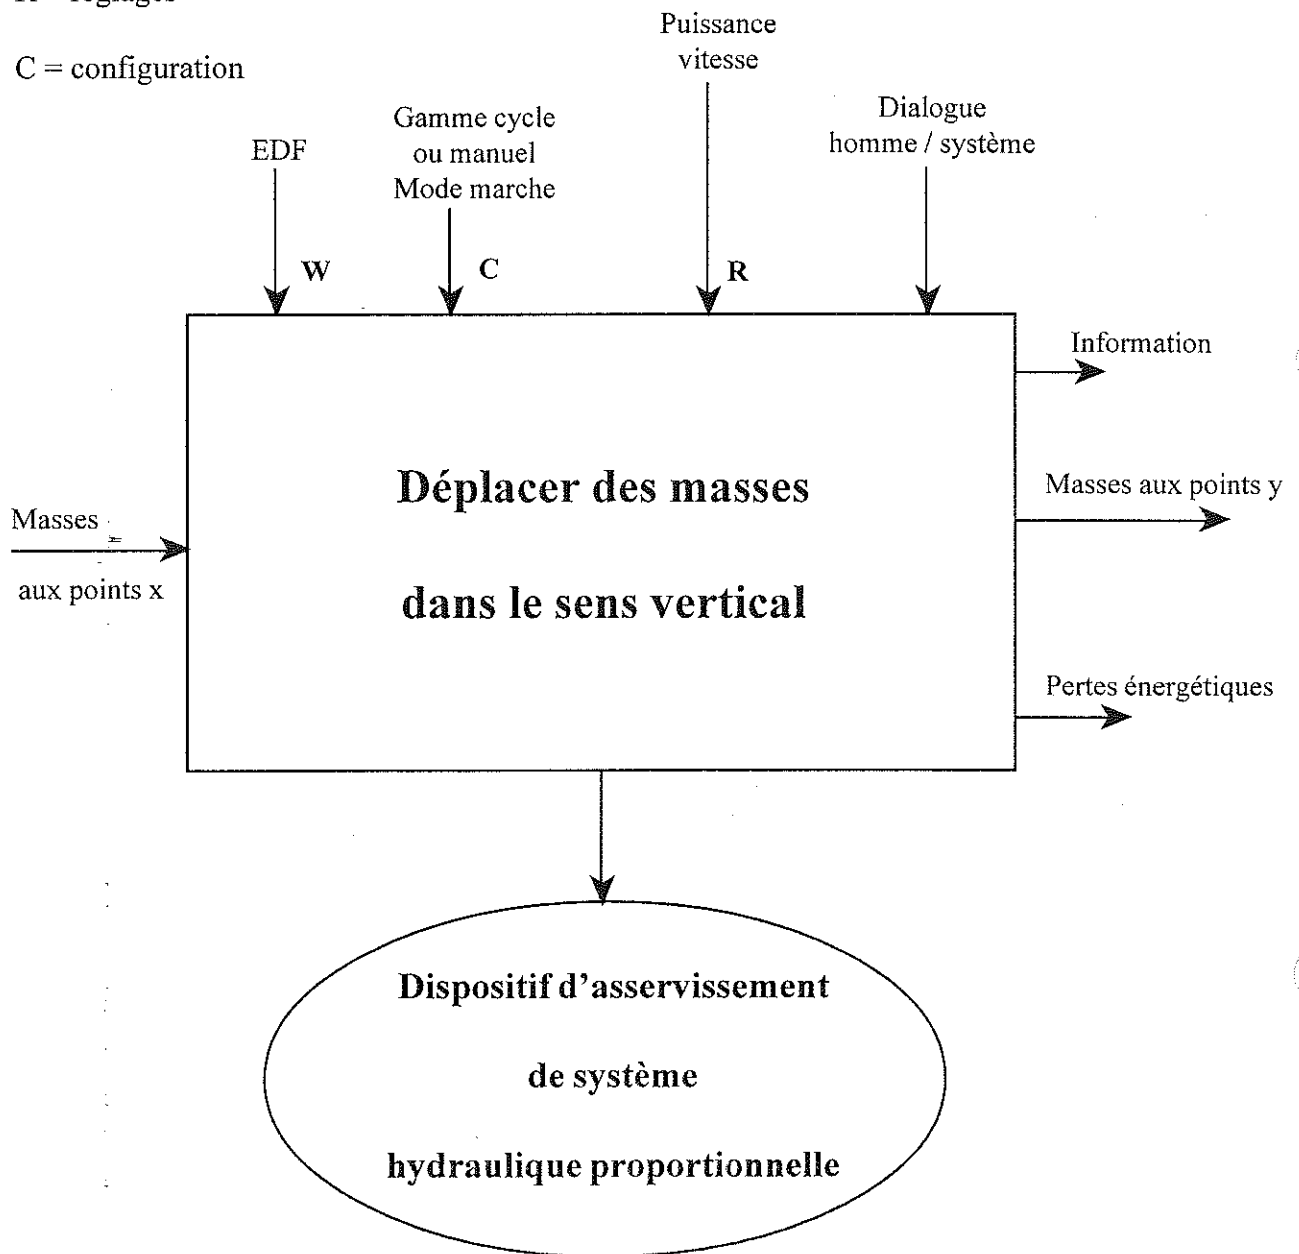 C = configuration
Puissance
vitesse
EDF
Gamme cycle
ou manuel
Mode marche
Dialogue
homme / système
W
C
R
Information
Déplacer des masses
dans le sens vertical
Masses aux points y
Masses
aux points x
Pertes énergétiques
Dispositif d'asservissement
de système
hydraulique proportionnelle